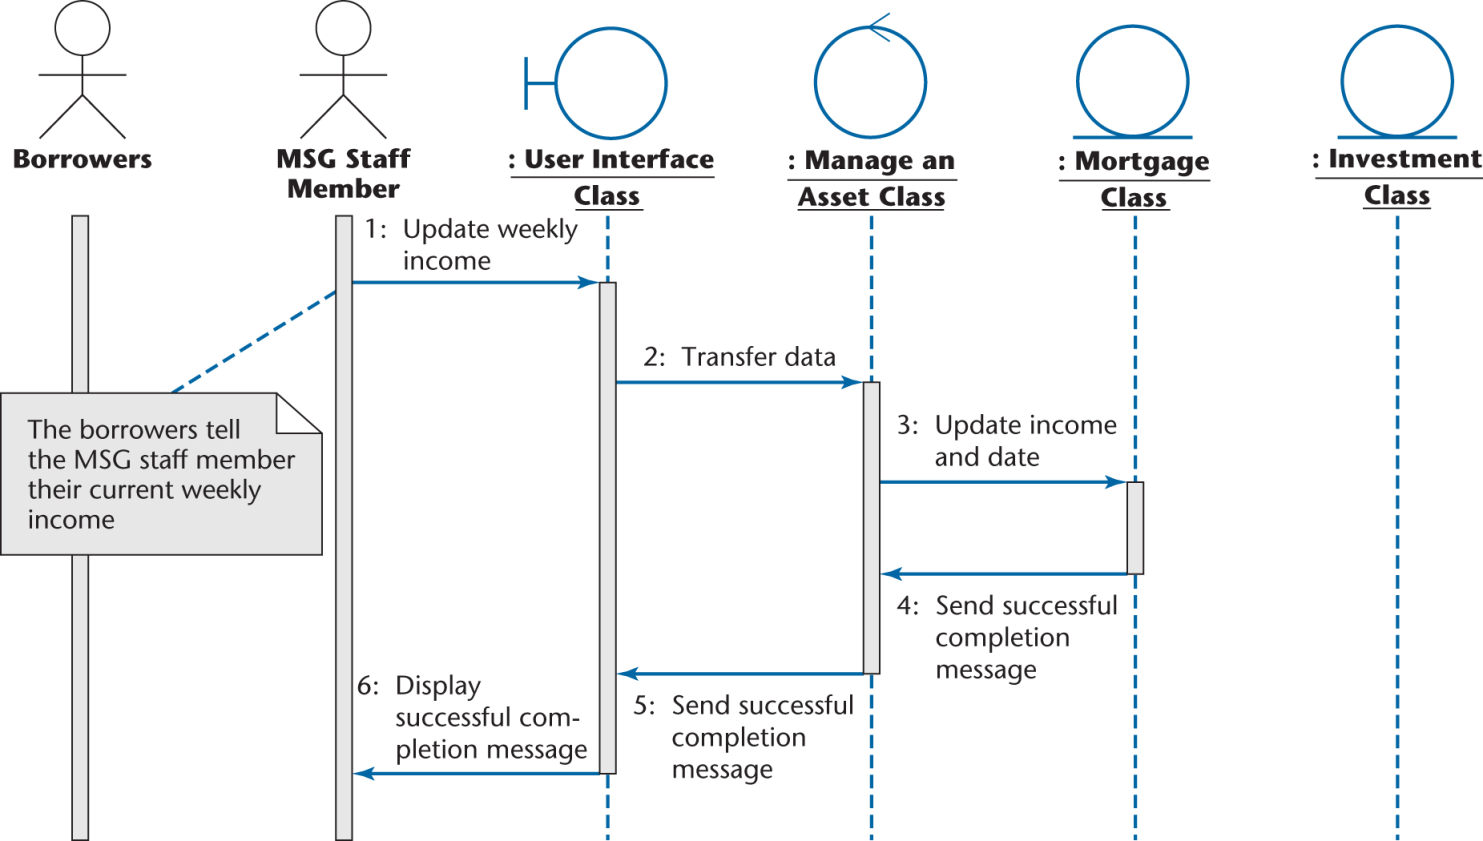 Borrowers
MSG Staff
Member
: User Interface
Class
: Manage an
Asset Class
: Mortgage
Class
: Investment
Class
1: Update weekly
income
2: Transfer data
The borrowers tell
the MSG staff member
their current weekly
income
3: Update income
and date
4: Send successful
completion
message
6: Display
successful com-
pletion message
5: Send successful
completion
message